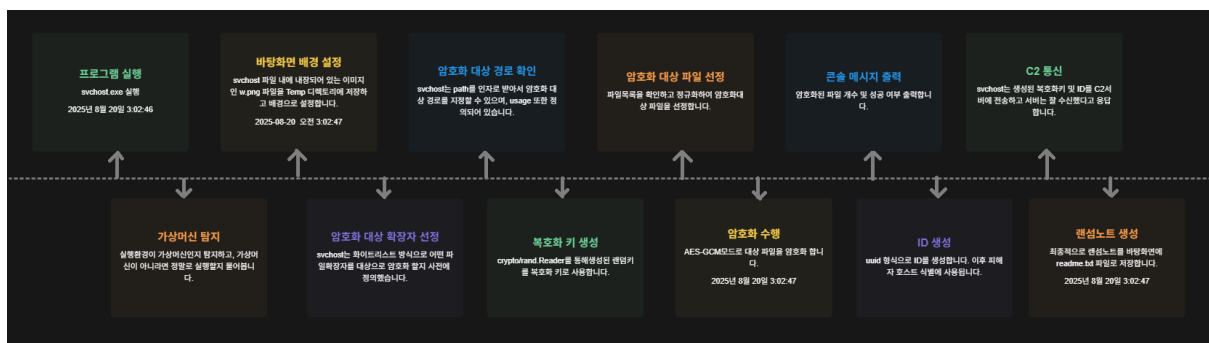 프로그램 실행
svchost.exe 실행
2025년 8월 20일 3:02:46
바탕화면 배경 설정
svchost 파일 내에 내장되어 있는 이미지
인 w.png 파일을 Temp 디렉토리에 저장하
고 배경으로 설정합니다.
2025-08-20 오전 3:02:47
암호화 대상 경로 확인
svchost는 path를 인자로 받아서 암호화 대
상 경로를 지정할 수 있으며, usage 또한 정
의되어 있습니다.
암호화 대상 파일 선정
파일목록을 확인하고 정규화하여 암호화대
상 파일을 선정합니다.
콘솔 메시지 출력
암호화된 파일 개수 및 성공 여부 출력합니
다.
C2 통신
svchost는 생성된 복호화키 및 ID를 C2서
버에 전송하고 서버는 잘 수신했다고 응답
합니다.
가상머신 탐지
실행환경이 가상머신인지 탐지하고, 가상머
신이 아니라면 정말로 실행할지 물어봅니
다.
암호화 대상 확장자 선정
svchost는 화이트리스트 방식으로 어떤 파
일확장자를 대상으로 암호화 할지 사전에
정의했습니다.
복호화 키 생성
crypto/rand.Reader를 통해생성된 랜덤키
를 복호화 키로 사용합니다.
암호화 수행
AES-GCM모드로 대상 파일을 암호화 합니
다.
2025년 8월 20일 3:02:47
ID 생성
uuid 형식으로 ID를 생성합니다. 이후 피해
자 호스트 식별에 사용됩니다.
랜섬노트 생성
최종적으로 랜섬노트를 바탕화면에
readme.txt 파일로 저장합니다.
2025년 8월 20일 3:02:47